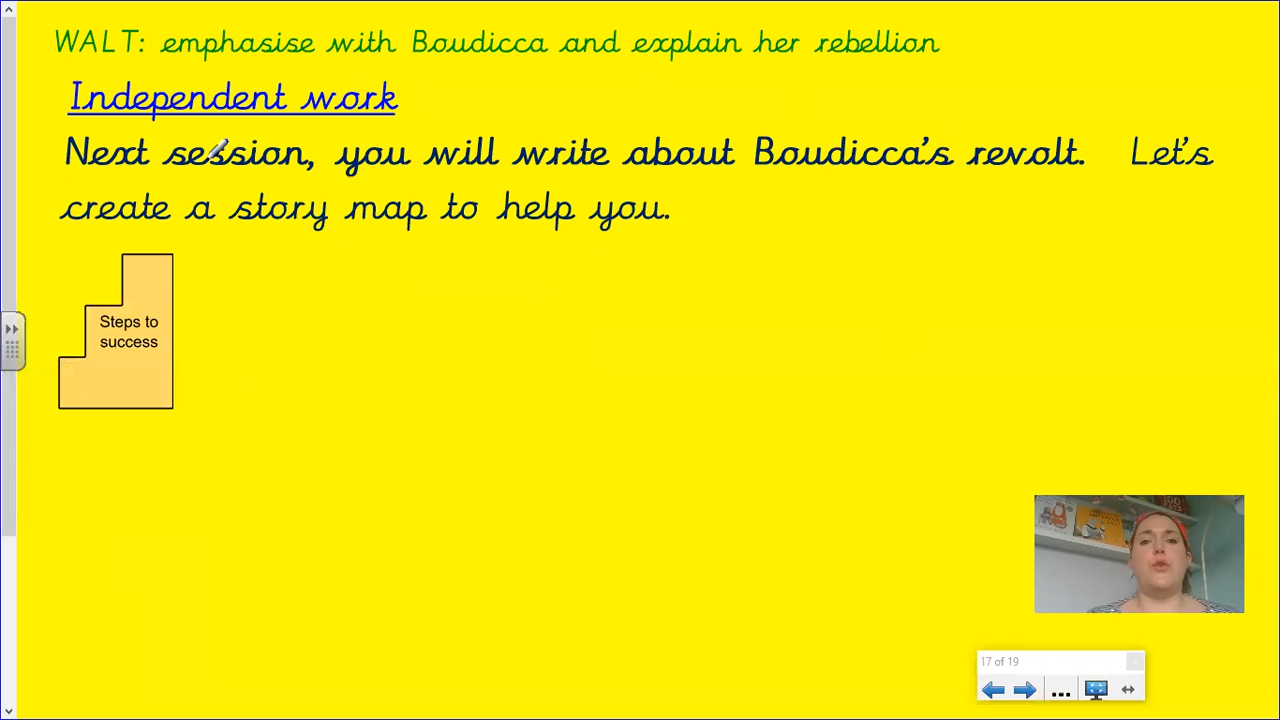 WALT: emphasise with Boudicca and explain her rebellion
Independent work
Next session, you will write about Boudicca's revolt. Let's
create a story map to help you.
Steps to
success
17 of 19